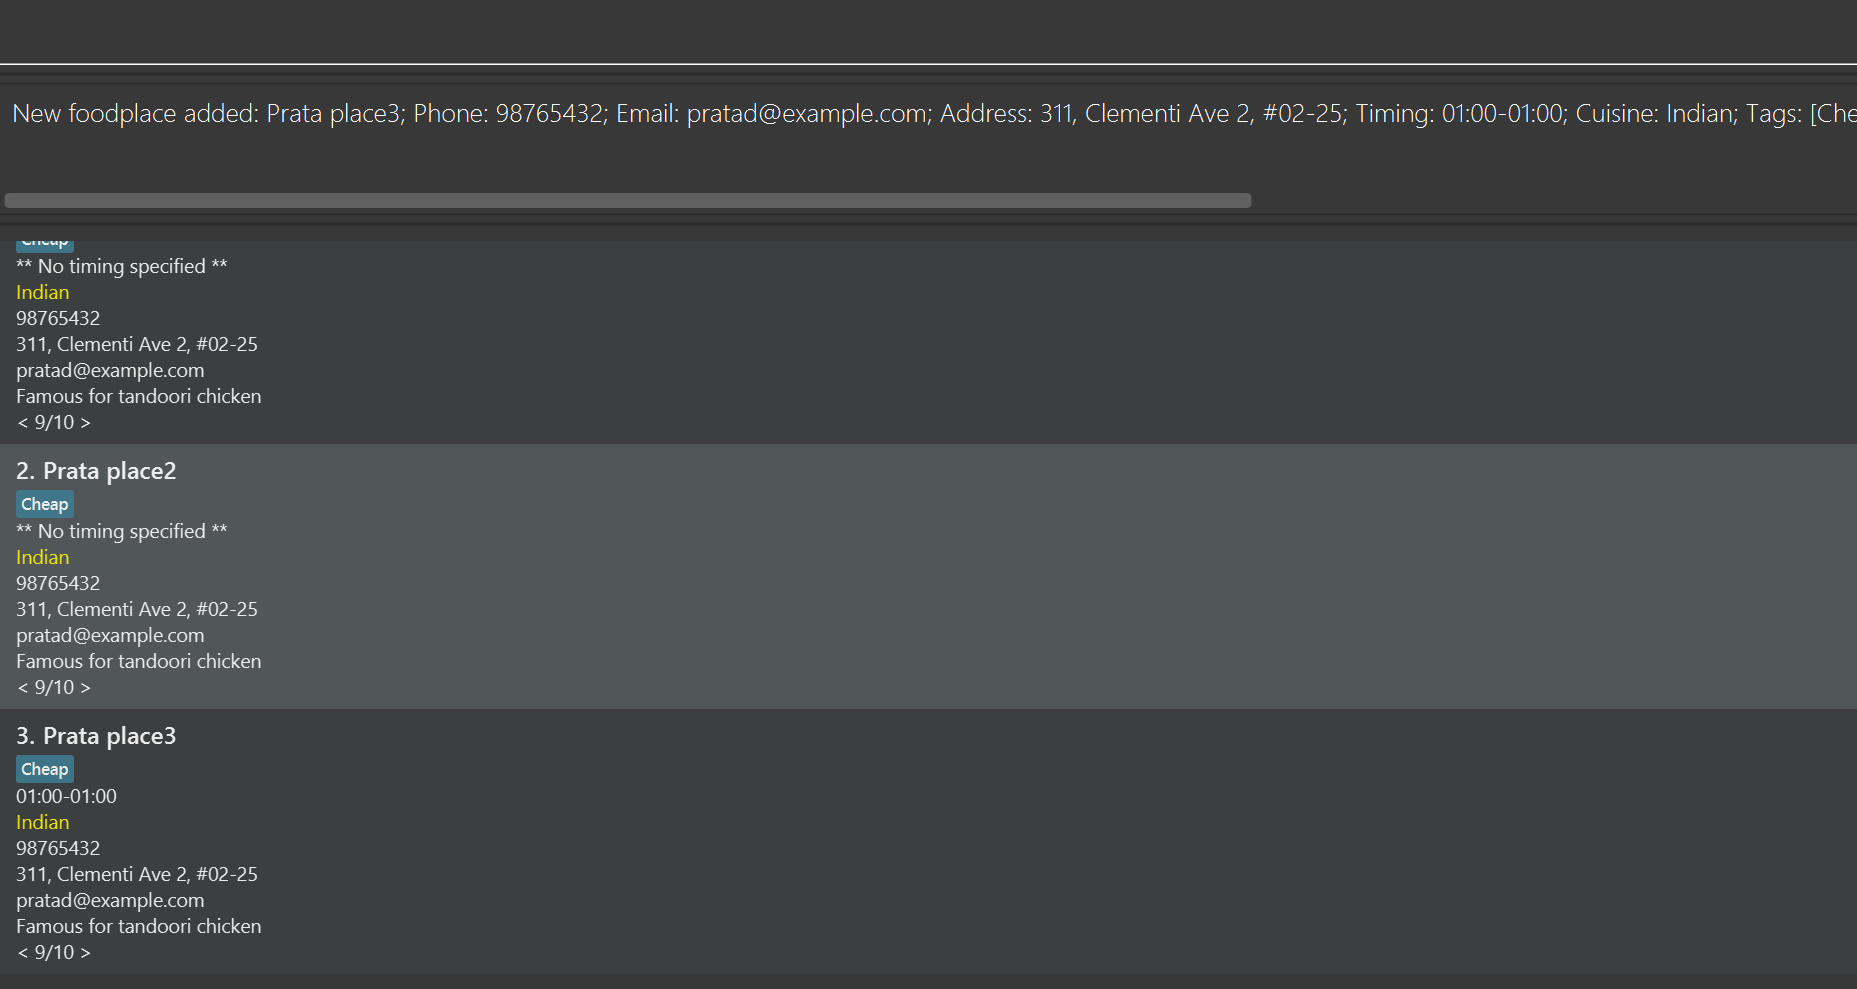 New foodplace added: Prata place3; Phone: 98765432; Email: pratad@example.com; Address: 311, Clementi Ave 2, #02-25; Timing: 01:00-01:00; Cuisine: Indian; Tags: [Che
Cheap
** No timing specified **
Indian
98765432
311, Clementi Ave 2, #02-25
pratad@example.com
Famous for tandoori chicken
< 9/10 >
2. Prata place2
Cheap
** No timing specified **
Indian
98765432
311, Clementi Ave 2, #02-25
pratad@example.com
Famous for tandoori chicken
< 9/10 >
3. Prata place3
Cheap
01:00-01:00
Indian
98765432
311, Clementi Ave 2, #02-25
pratad@example.com
Famous for tandoori chicken
< 9/10 >